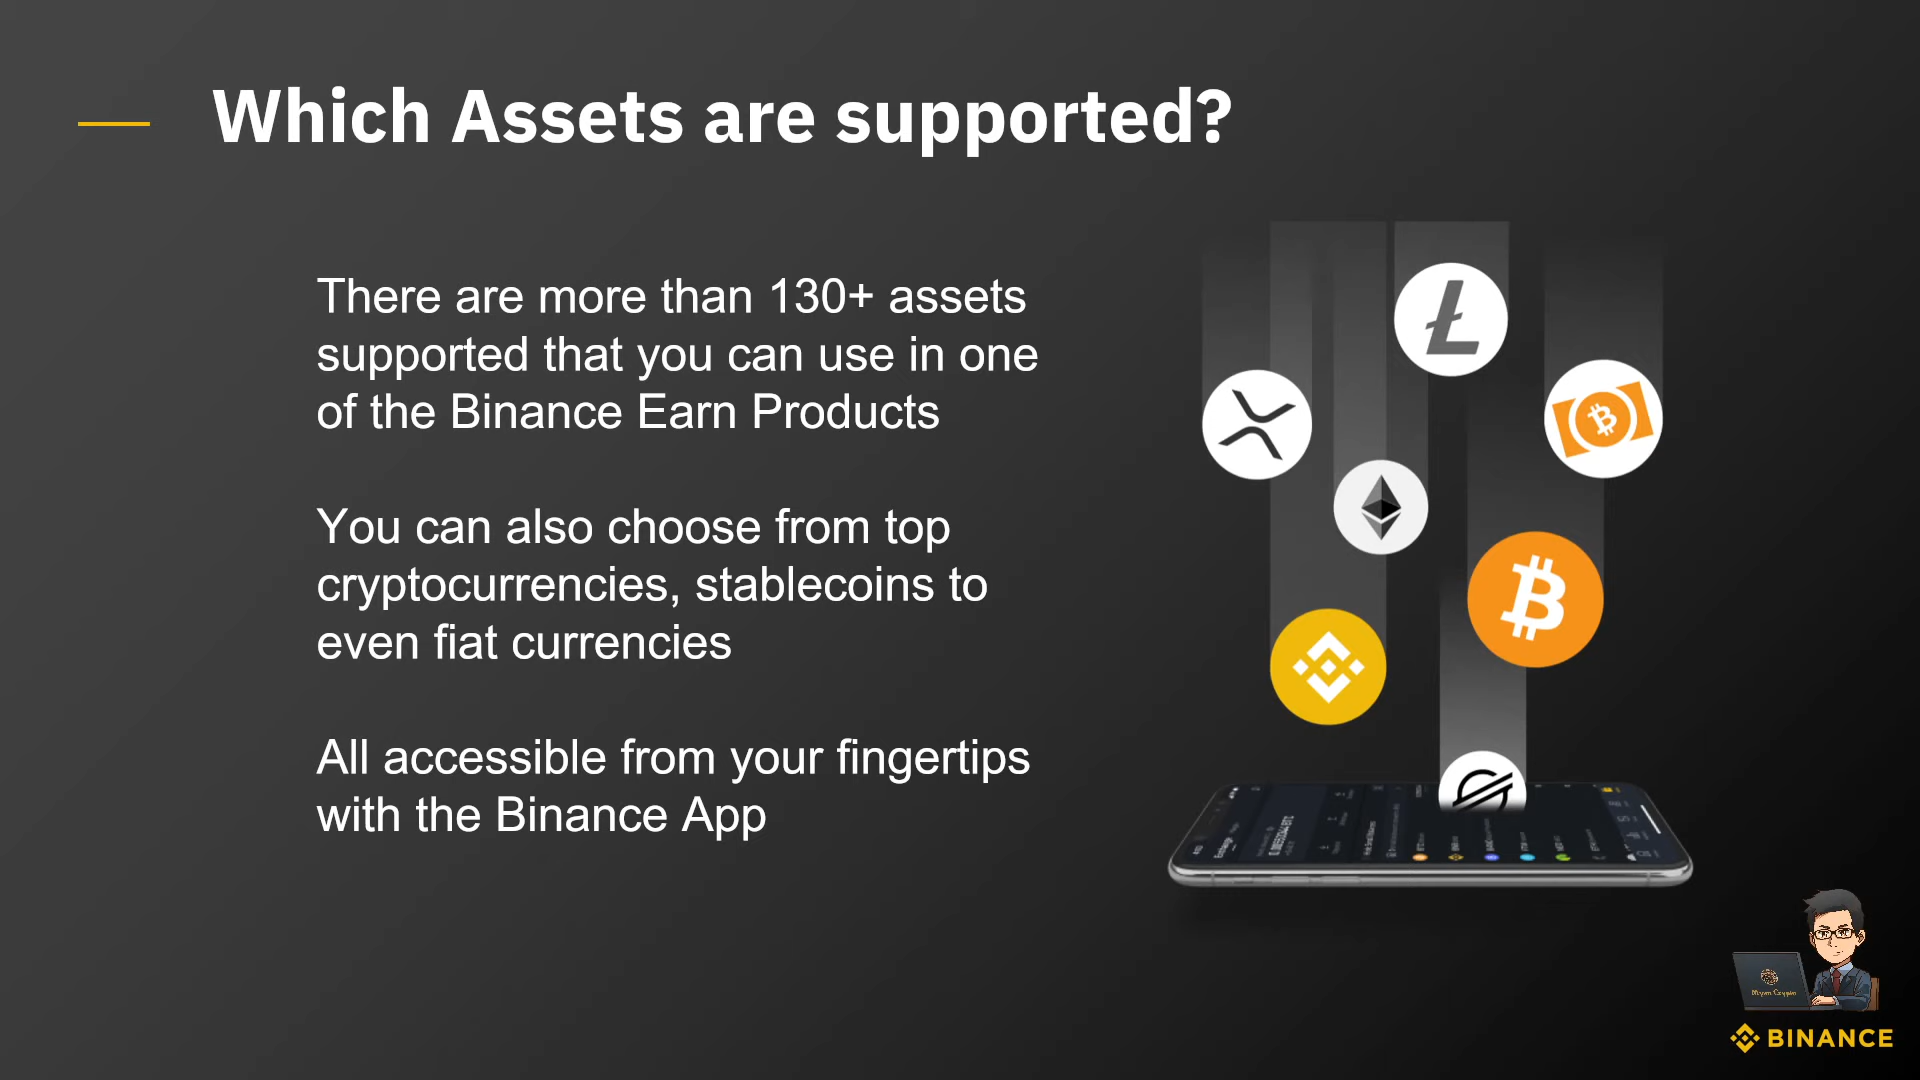 Which Assets are supported?
There are more than 130+ assets
supported that you can use in one
of the Binance Earn Products
You can also choose from top
cryptocurrencies, stablecoins to
even fiat currencies
All accessible from your fingertips
with the Binance App
BINANCE